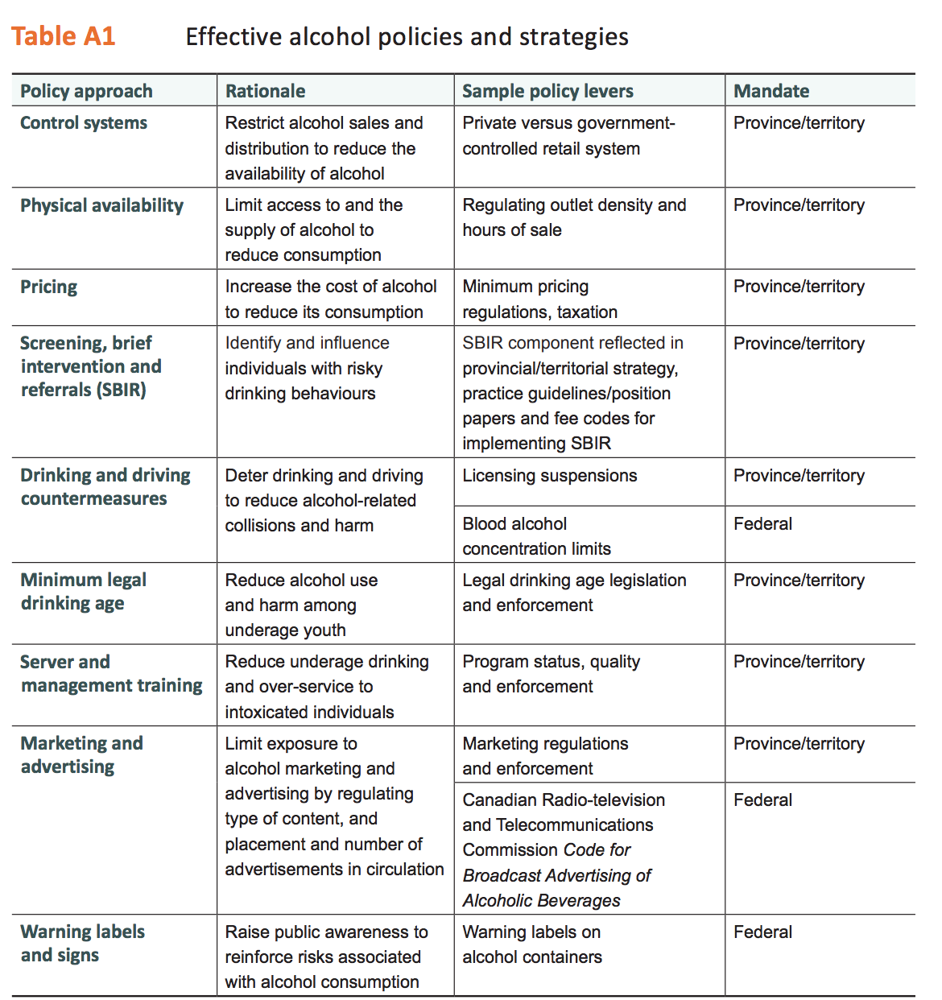 Table A1 Effective alcohol policies and strategies
Policy approach Rationale Sample policy levers Mandate
Control systems Restrict alcohol sales and Private versus government- Province/territory
distribution to reduce the controlled retail system
availability of alcohol
Physical availability Limit access to and the Regulating outlet density and Province/territory
supply of alcohol to hours of sale
reduce consumption
Pricing Increase the cost of alcohol Minimum pricing Province/territory
to reduce its consumption regulations, taxation
Screening, brief Identify and influence SBIR component reflected in Province/territory
intervention and individuals with risky provincial/territorial strategy,
referrals (SBIR) drinking behaviours practice guidelines/position
papers and fee codes for
implementing SBIR
Drinking and driving Deter drinking and driving Licensing suspensions Province/territory
countermeasures to reduce alcohol-related
collisions and harm Blood alcohol Federal
concentration limits
Minimum legal Reduce alcohol use Legal drinking age legislation Province/territory
drinking age and harm among and enforcement
underage youth
Server and Reduce underage drinking Program status, quality Province/territory
management training and over-service to and enforcement
intoxicated individuals
Marketing and Limit exposure to Marketing regulations Province/territory
advertising alcohol marketing and and enforcement
advertising by regulating Canadian Radio-television Federal
type of content, and and Telecommunications
placement and number of Commission Code for
advertisements in circulation Broadcast Advertising of
Alcoholic Beverages
Warning labels Raise public awareness to Warning labels on Federal
and signs reinforce risks associated alcohol containers
with alcohol consumption